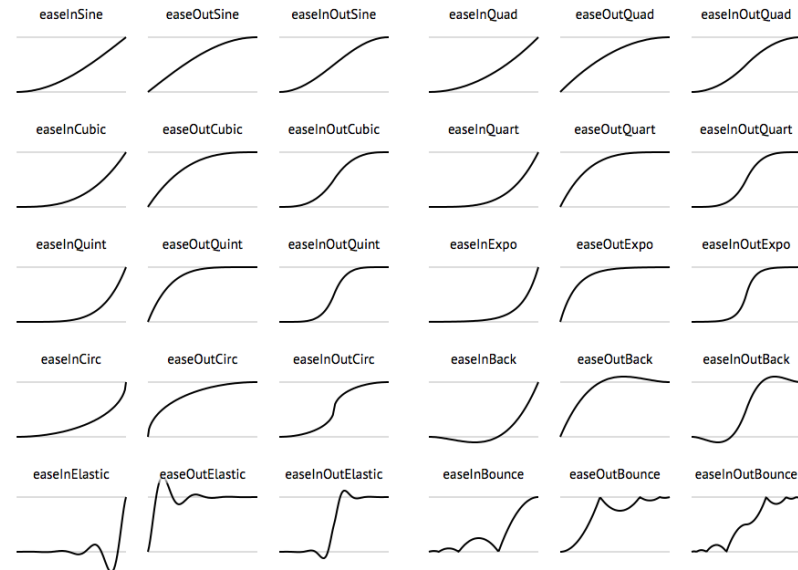 easeInSine easeOutSine easeInOutSine easeInQuad easeOutQuad easeInOutQuad
easeInCubic easeOutCubic easeInOutCubic easeInQuart easeOutQuart easeInOutQuart
easeInQuint easeOutQuint easeInOutQuint easeInExpo easeOutExpo easeInOutExpo
easeInCirc easeOutCirc easeInOutCirc easeInBack easeOutBack easeInOutBack
easeInElastic easeOutElastic easeInOutElastic easeInBounce easeOutBounce easeInOutBounce